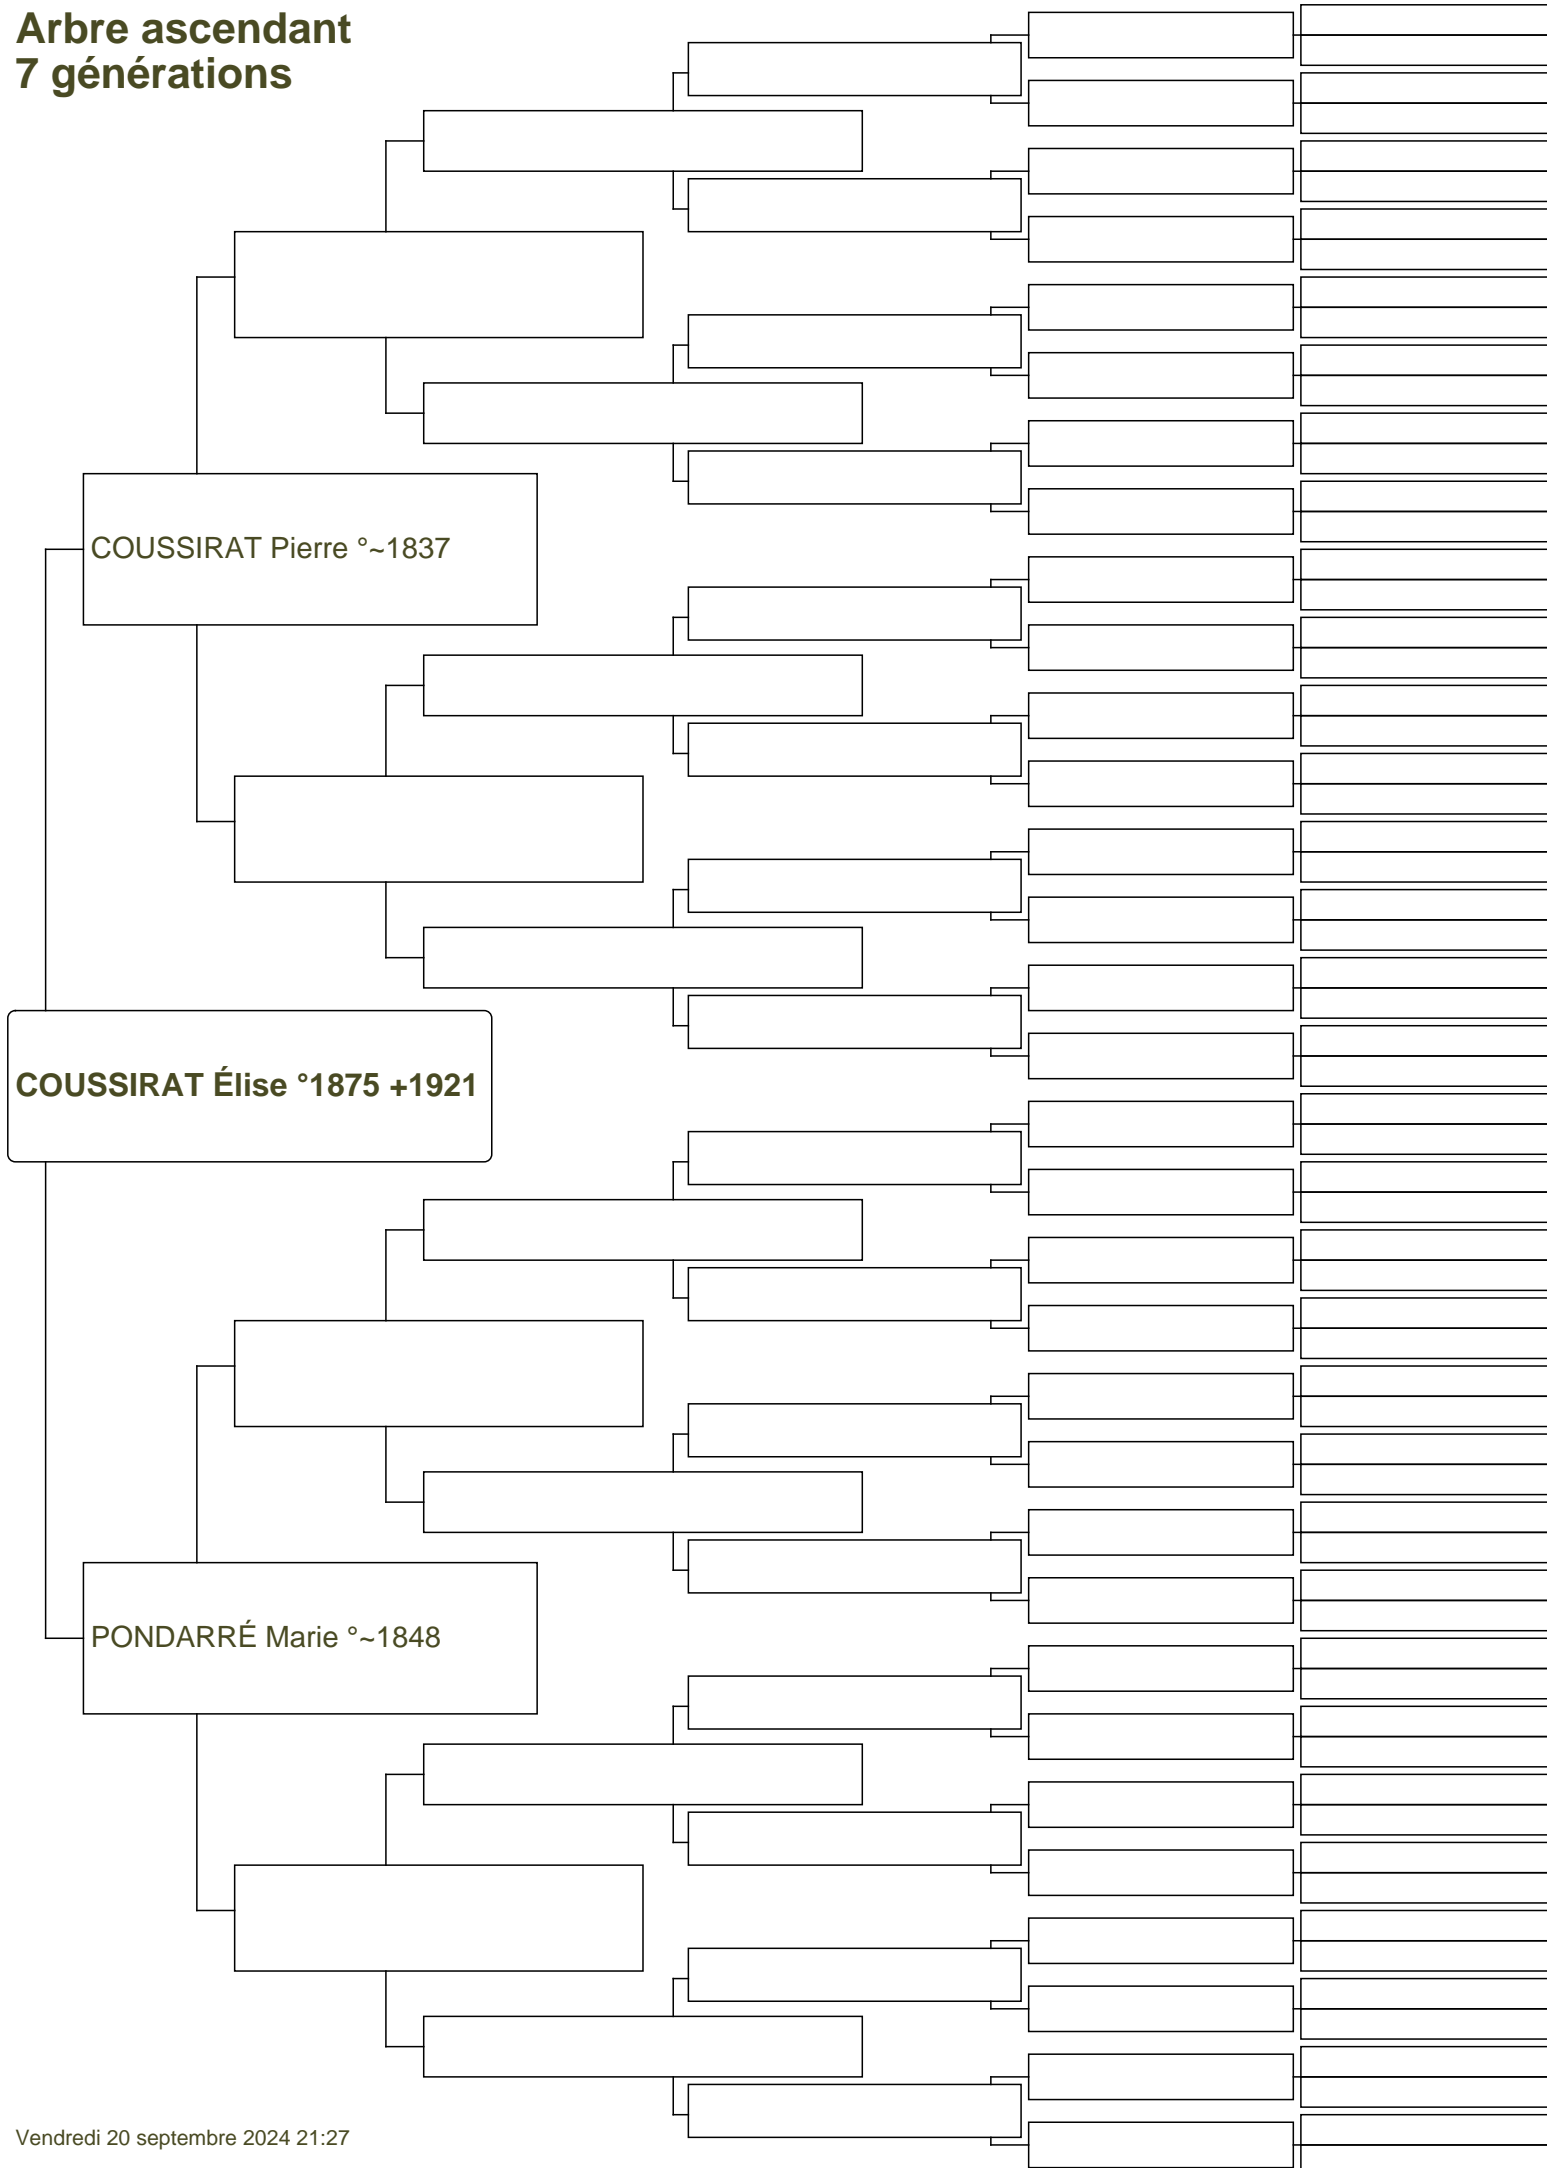 Arbre ascendant
7 générations
COUSSIRAT Pierre °~1837
COUSSIRAT Élise °1875 +1921
PONDARRÉ Marie °~1848
Vendredi 20 septembre 2024 21:27